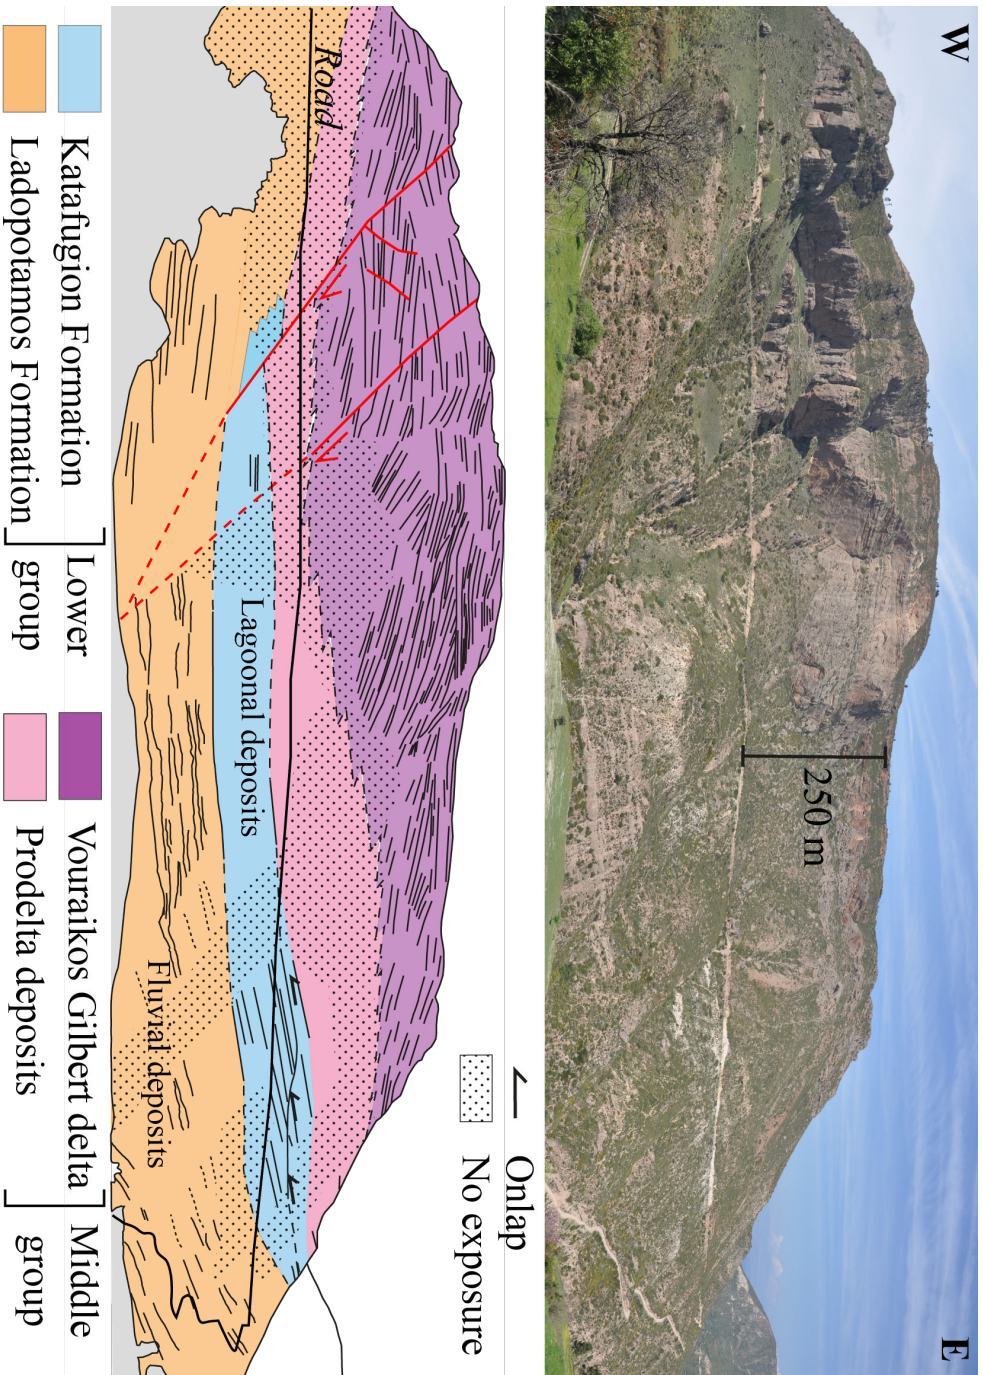 W
E
250 m
Onlap
No exposure
Road
Lagoonal deposits
Fluvial deposits
Katafugion Formation
Ladopotamos Formation
Lower
group
Vouraikos Gilbert delta
Prodelta deposits
Middle
group